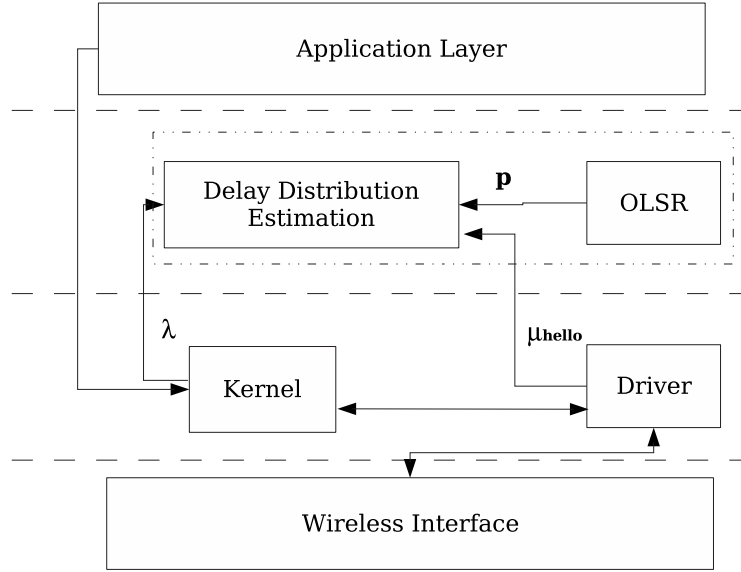 Application Layer
Delay Distribution
Estimation
p
OLSR
λ
μhello
Kernel
Driver
Wireless Interface